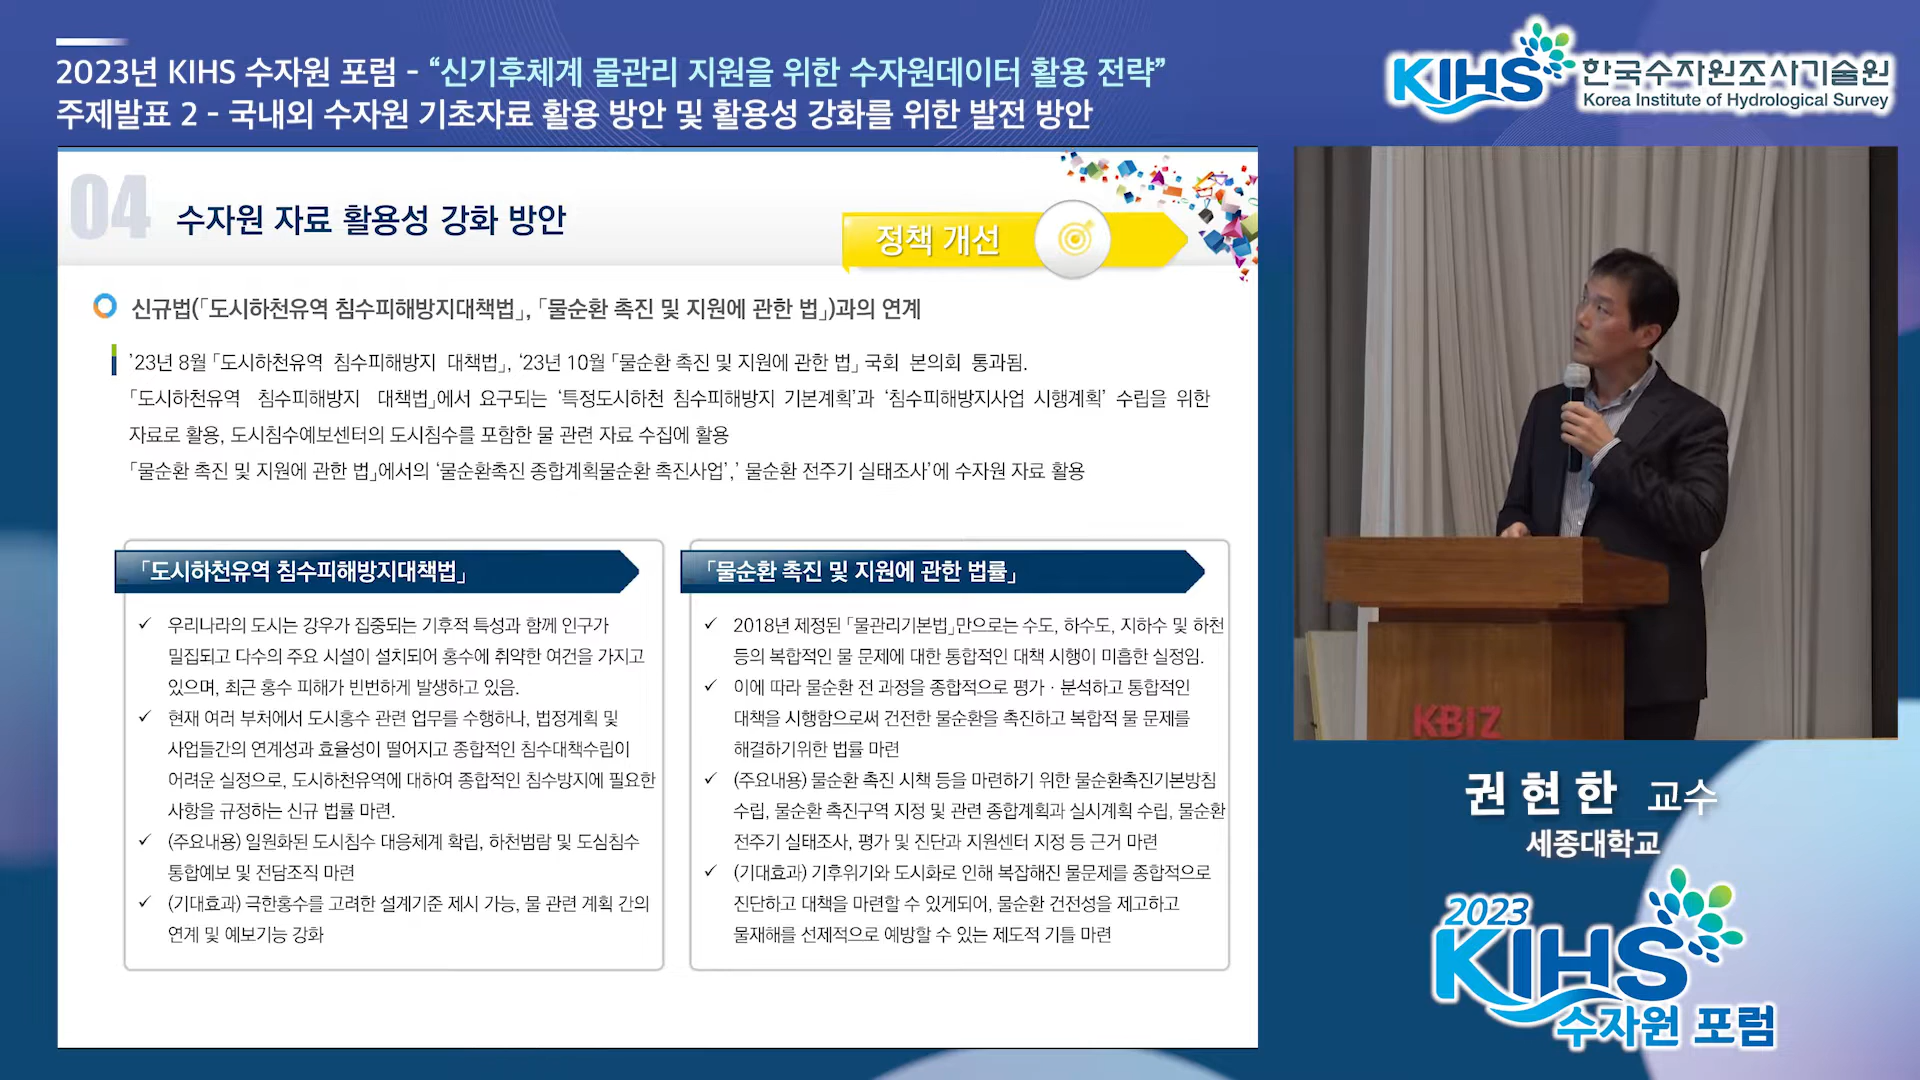 2023년 KIHS 수자원 포럼 - “신기후체계 물관리 지원을 위한 수자원데이터 활용 전략”
주제발표 2 - 국내외 수자원 기초자료 활용 방안 및 활용성 강화를 위한 발전 방안
KIHS 한국수자원조사기술원
Korea Institute of Hydrological Survey
04 수자원 자료 활용성 강화 방안
정책 개선
신규법(「도시하천유역 침수피해방지대책법」, 「물순환 촉진 및 지원에 관한 법」)과의 연계
’23년 8월 「도시하천유역 침수피해방지 대책법」, ‘23년 10월 「물순환 촉진 및 지원에 관한 법」 국회 본의회 통과됨.
「도시하천유역 침수피해방지 대책법」에서 요구되는 ‘특정도시하천 침수피해방지 기본계획’과 ‘침수피해방지사업 시행계획’ 수립을 위한
자료로 활용, 도시침수예보센터의 도시침수를 포함한 물 관련 자료 수집에 활용
「물순환 촉진 및 지원에 관한 법」에서의 ‘물순환촉진 종합계획물순환 촉진사업’,’ 물순환 전주기 실태조사’에 수자원 자료 활용
「도시하천유역 침수피해방지대책법」
✓ 우리나라의 도시는 강우가 집중되는 기후적 특성과 함께 인구가
밀집되고 다수의 주요 시설이 설치되어 홍수에 취약한 여건을 가지고
있으며, 최근 홍수 피해가 빈번하게 발생하고 있음.
✓ 현재 여러 부처에서 도시홍수 관련 업무를 수행하나, 법정계획 및
사업들간의 연계성과 효율성이 떨어지고 종합적인 침수대책수립이
어려운 실정으로, 도시하천유역에 대하여 종합적인 침수방지에 필요한
사항을 규정하는 신규 법률 마련.
✓ (주요내용) 일원화된 도시침수 대응체계 확립, 하천범람 및 도심침수
통합예보 및 전담조직 마련
✓ (기대효과) 극한홍수를 고려한 설계기준 제시 가능, 물 관련 계획 간의
연계 및 예보기능 강화
「물순환 촉진 및 지원에 관한 법률」
✓ 2018년 제정된 「물관리기본법」만으로는 수도, 하수도, 지하수 및 하천
등의 복합적인 물 문제에 대한 통합적인 대책 시행이 미흡한 실정임.
✓ 이에 따라 물순환 전 과정을 종합적으로 평가 · 분석하고 통합적인
대책을 시행함으로써 건전한 물순환을 촉진하고 복합적 물 문제를
해결하기위한 법률 마련
✓ (주요내용) 물순환 촉진 시책 등을 마련하기 위한 물순환촉진기본방침
수립, 물순환 촉진구역 지정 및 관련 종합계획과 실시계획 수립, 물순환
전주기 실태조사, 평가 및 진단과 지원센터 지정 등 근거 마련
✓ (기대효과) 기후위기와 도시화로 인해 복잡해진 물문제를 종합적으로
진단하고 대책을 마련할 수 있게되어, 물순환 건전성을 제고하고
물재해를 선제적으로 예방할 수 있는 제도적 기틀 마련
KBIZ
권현한 교수
세종대학교
2023
KIHS
수자원 포럼